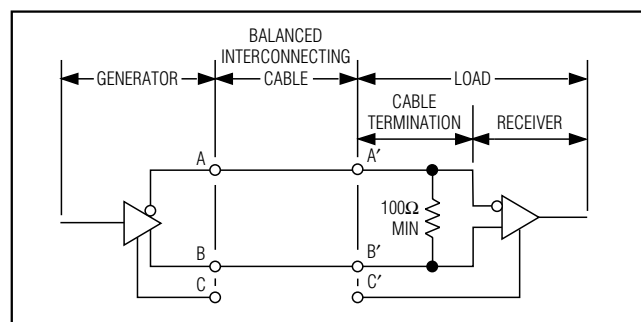 BALANCED
INTERCONNECTING
GENERATOR CABLE LOAD
CABLE
TERMINATION RECEIVER
A A′
100Ω
MIN
B B′
C C′